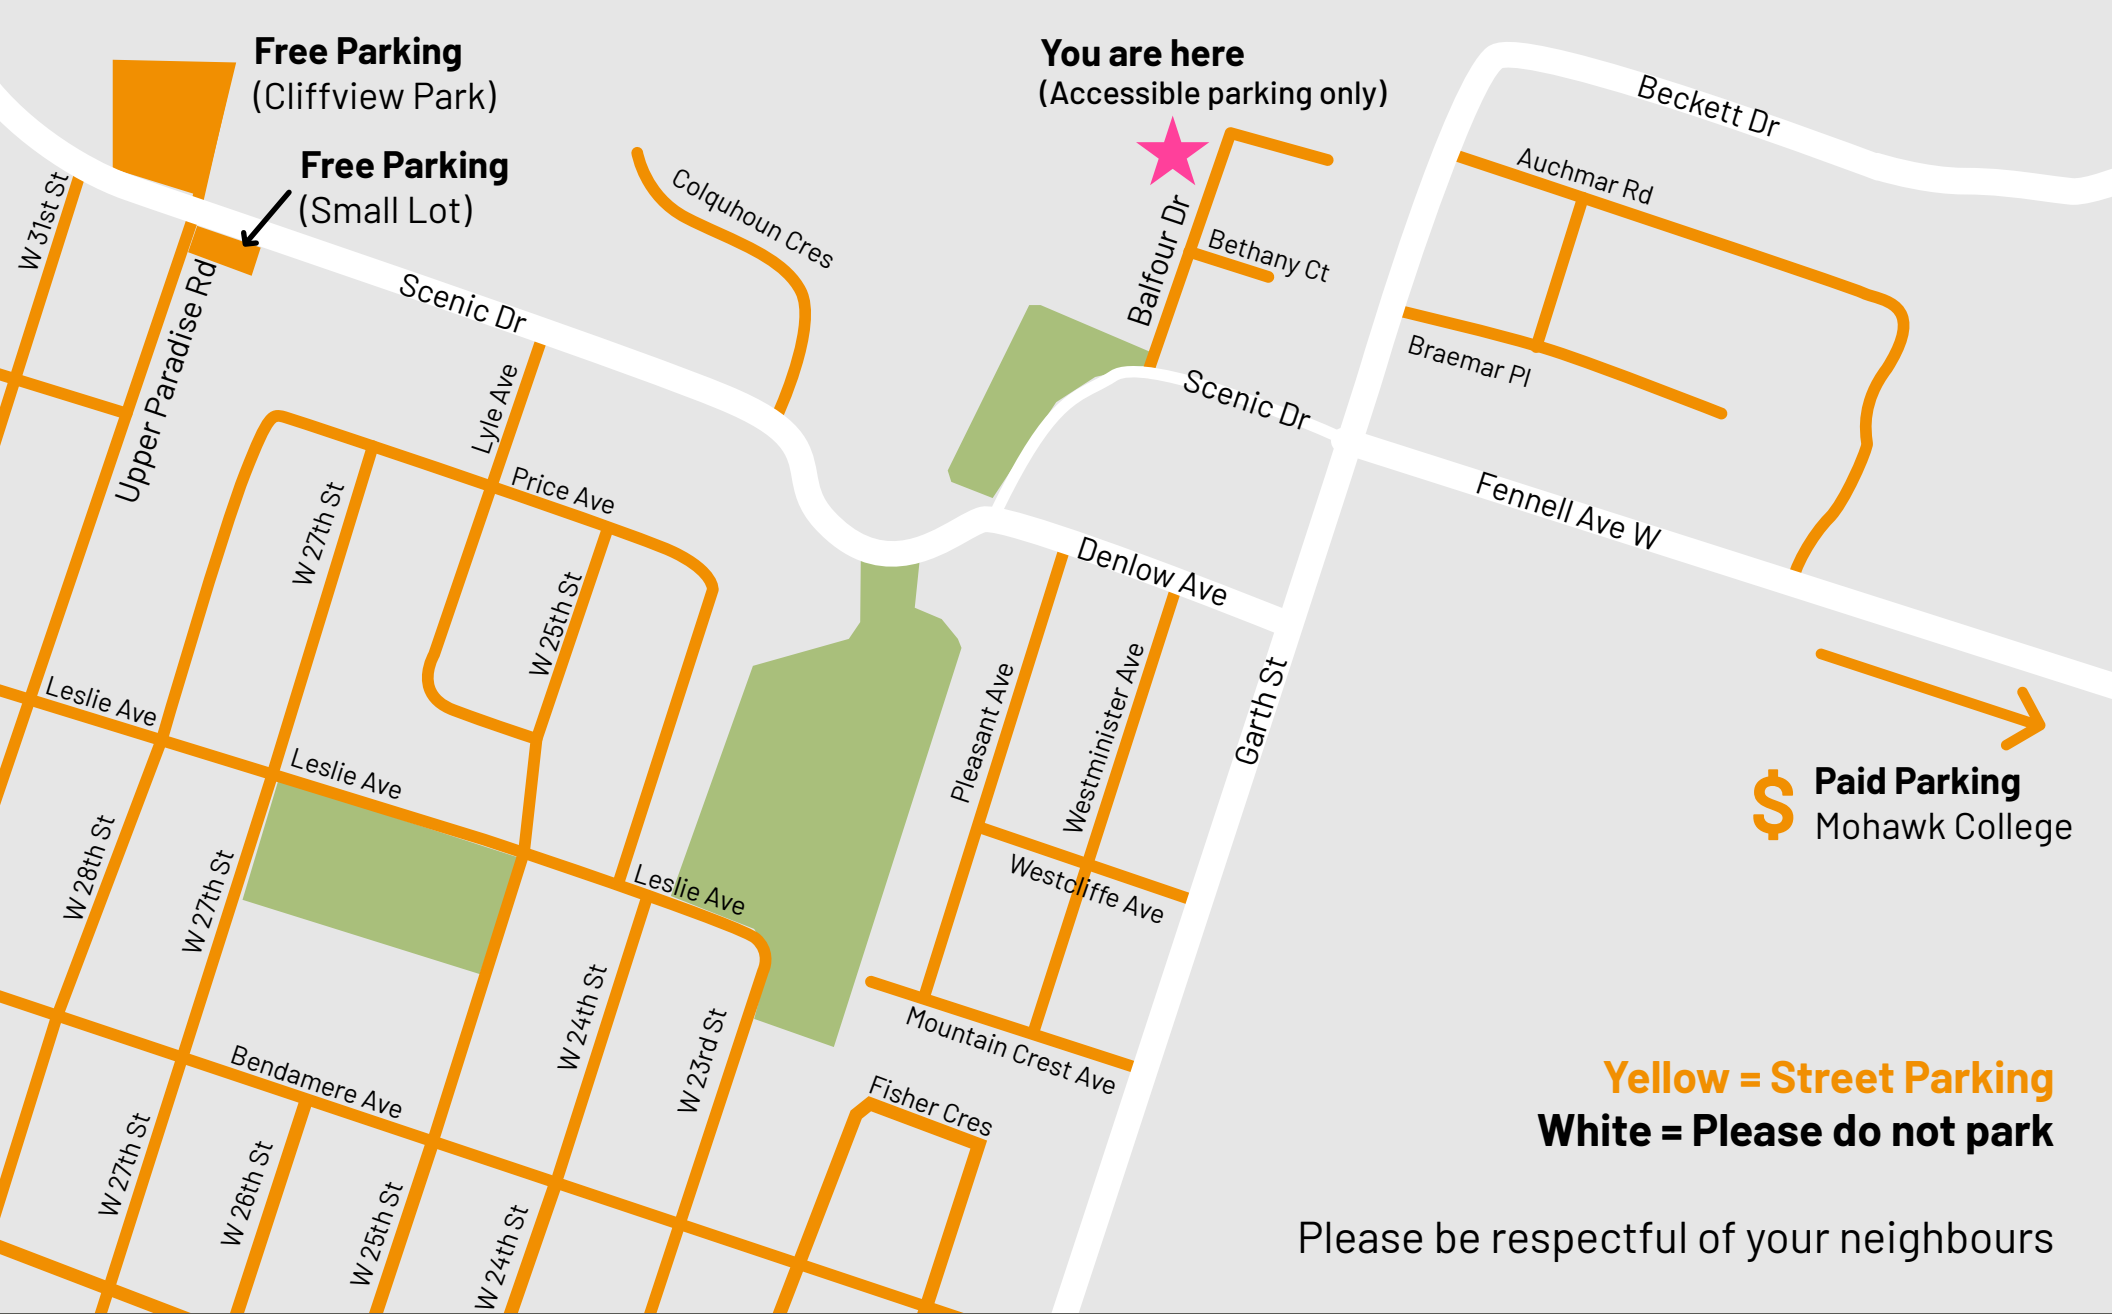 Free Parking
(Cliffview Park)
Free Parking
(Small Lot)
You are here
(Accessible parking only)
Beckett Dr
Auchmar Rd
Colquhoun Cres
W 31st St
Balfour Dr
Bethany Ct
Scenic Dr
Upper Paradise Rd
Lyle Ave
Braemar Pl
Scenic Dr
Price Ave
W 27th St
Fennell Ave W
Denlow Ave
W 25th St
Leslie Ave
Pleasant Ave
Westminister Ave
Garth St
Leslie Ave
$
Paid Parking
Mohawk College
W 28th St
W 27th St
Leslie Ave
Westcliffe Ave
W 24th St
W 23rd St
Mountain Crest Ave
Bendamere Ave
Fisher Cres
W 27th St
W 26th St
W 25th St
W 24th St
Yellow = Street Parking
White = Please do not park
Please be respectful of your neighbours